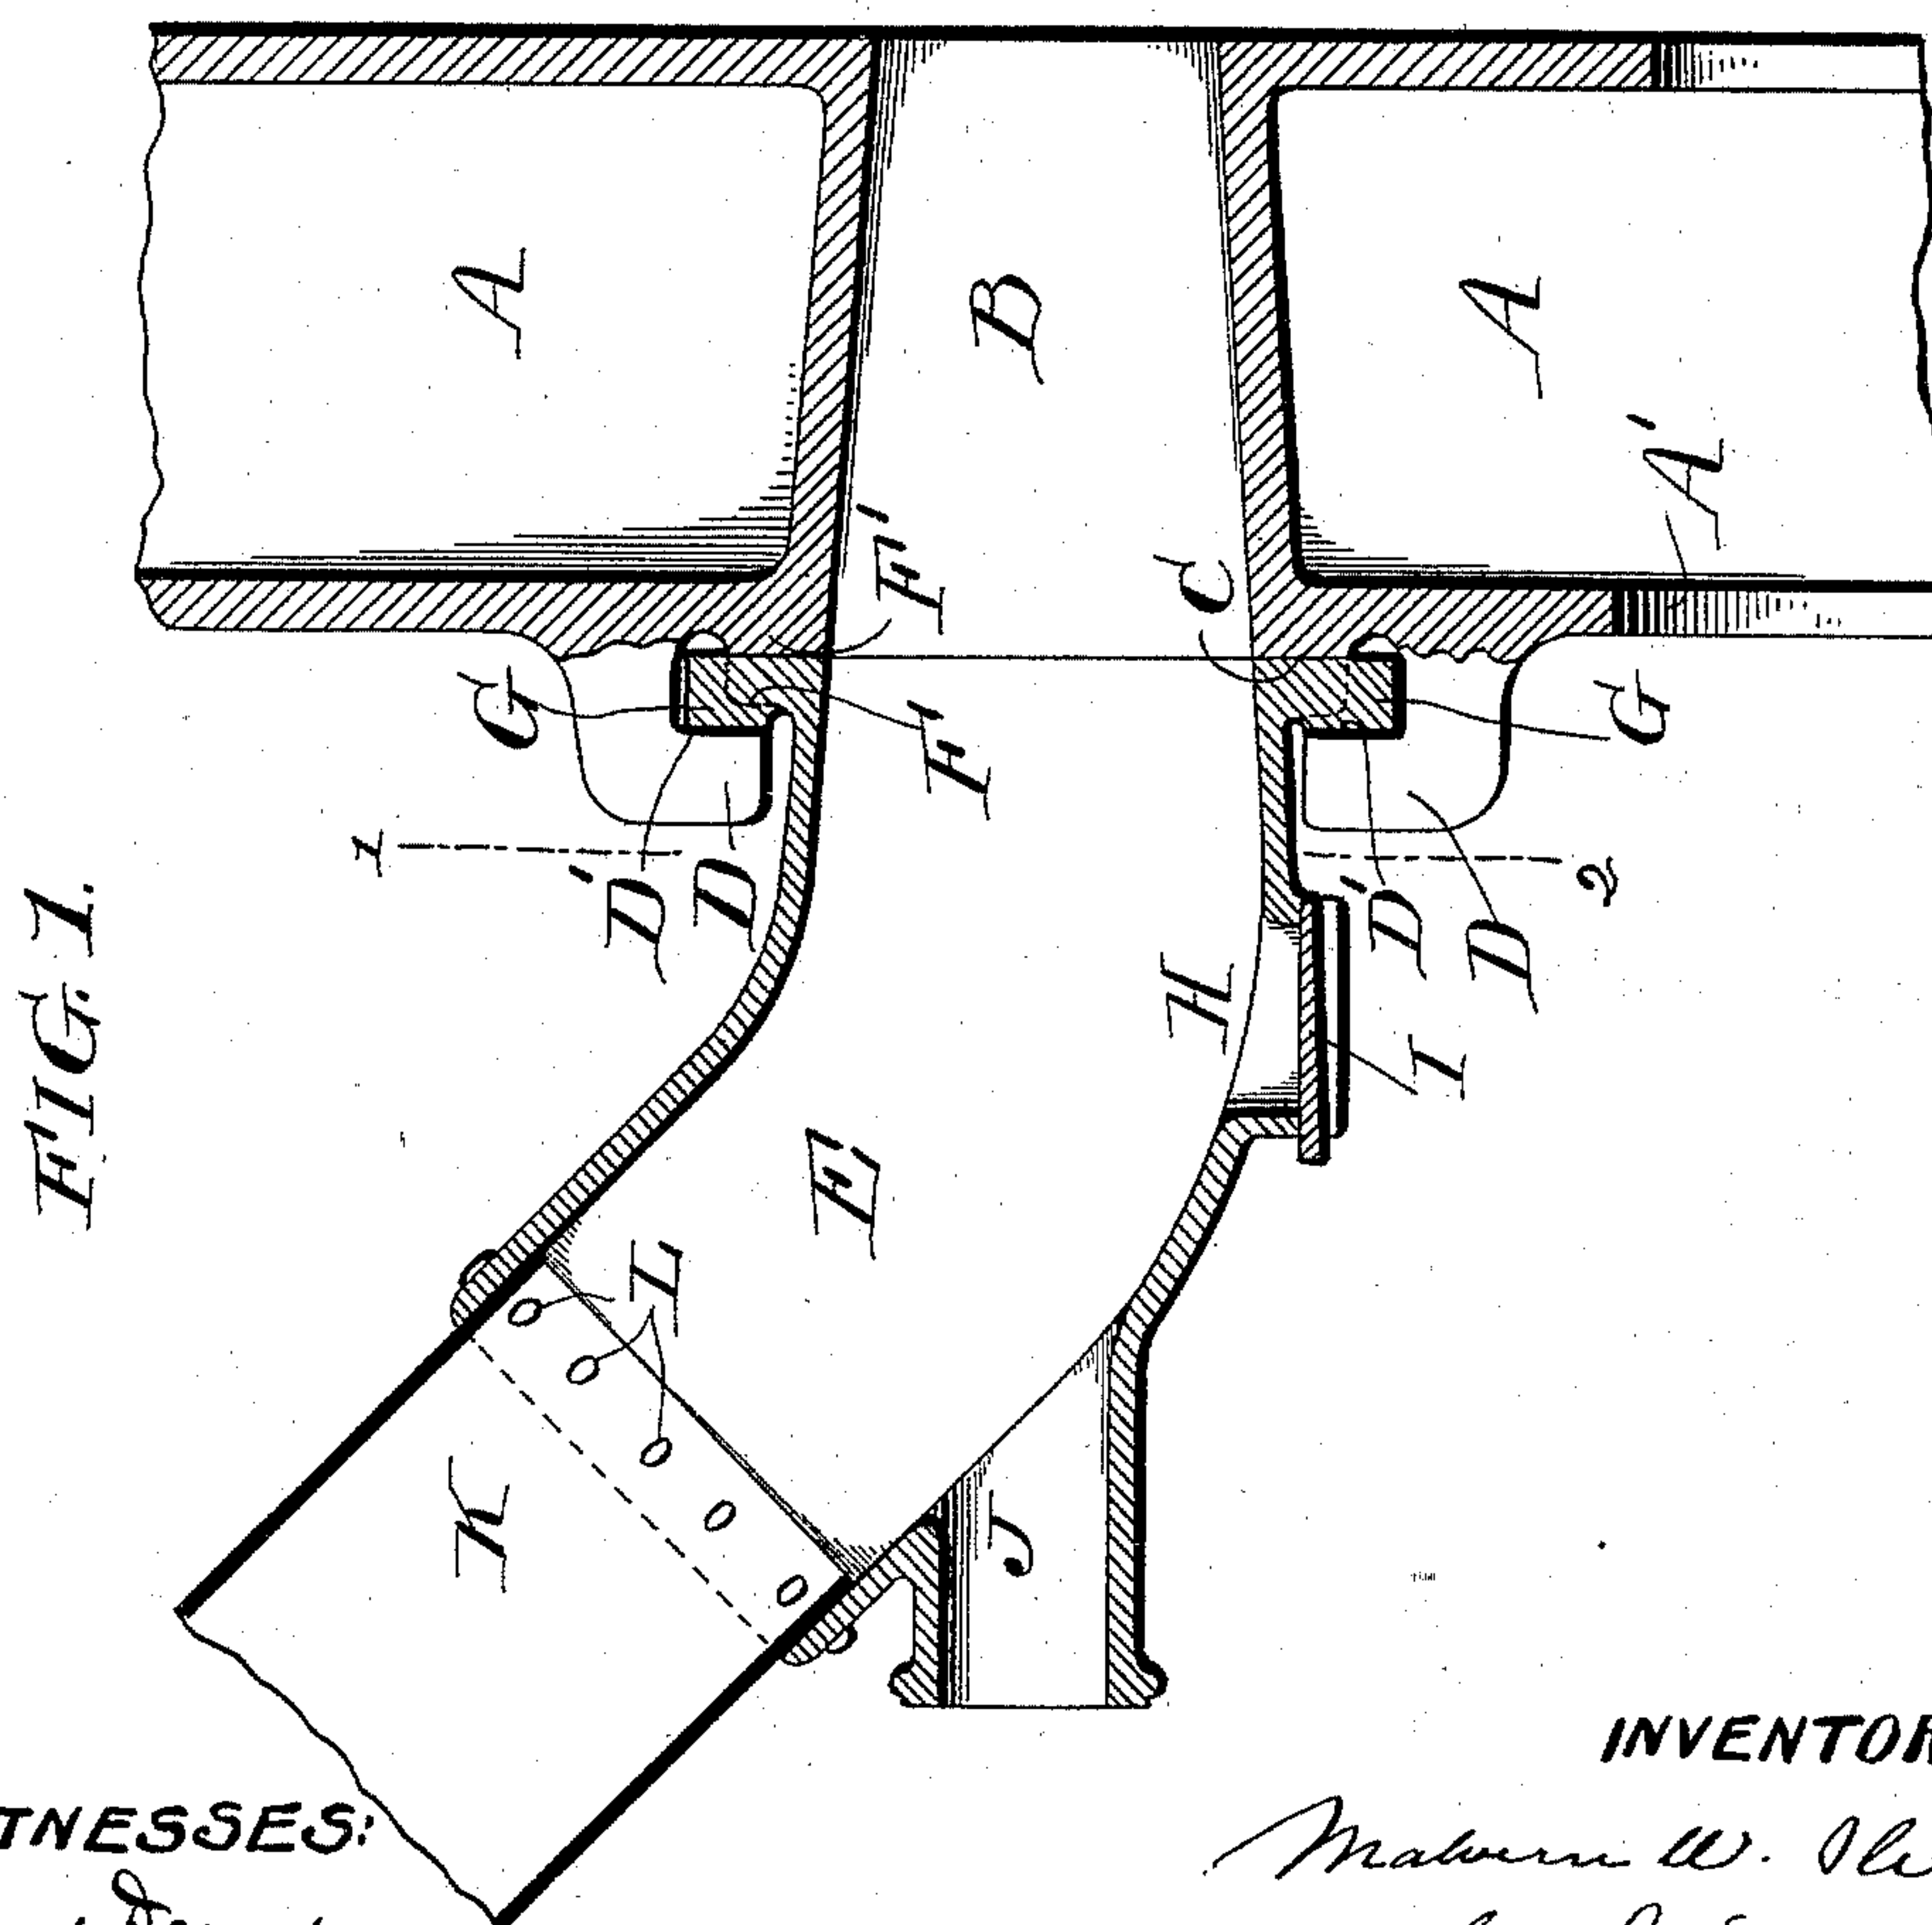 FIG. 1.
A
B
A
A'
F'
C
G
F
G
1
D'
D
2
D'
D
H
I
E
L
K
J
INVENTOR
TNESSES:
Malvern W.